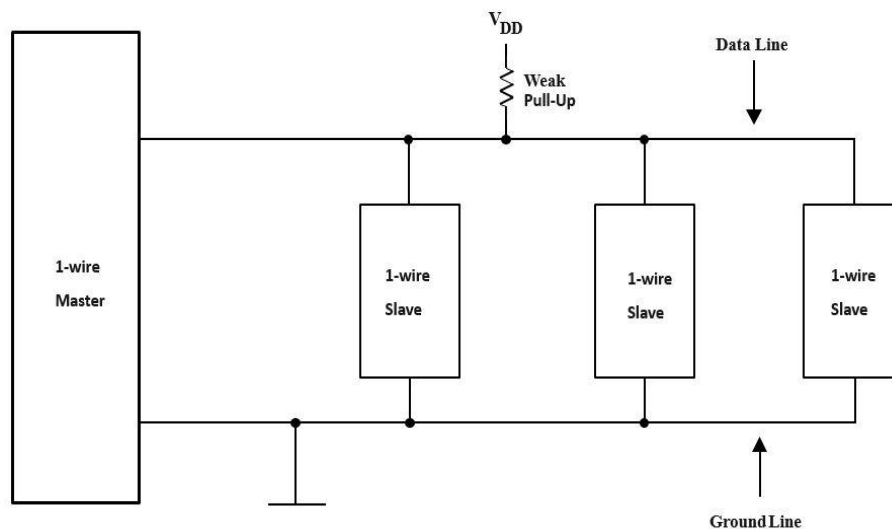 V_DD
Data Line
Weak
Pull-Up
1-wire
Master
1-wire
Slave
1-wire
Slave
1-wire
Slave
Ground Line